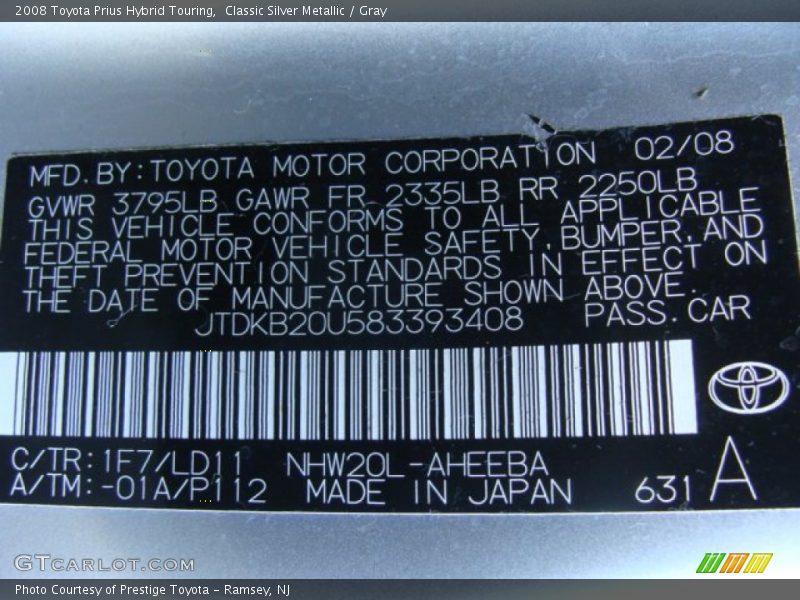 2008 Toyota Prius Hybrid Touring,  Classic Silver Metallic / Gray
MFD. BY: TOYOTA MOTOR CORPORATION 02/08
GVWR 3795LB GAWR FR 2335LB RR 2250LB
THIS VEHICLE CONFORMS TO ALL APPLICABLE
FEDERAL MOTOR VEHICLE SAFETY, BUMPER, AND
THEFT PREVENTION STANDARDS IN EFFECT ON
THE DATE OF MANUFACTURE SHOWN ABOVE.
JTDKB20U583393408 PASS. CAR
C/TR: 1F7/LD11 NHW20L-AHEEBA
A/TM: -01A/P112 MADE IN JAPAN 631 A
GTCARLOT.COM
Photo Courtesy of Prestige Toyota – Ramsey, NJ